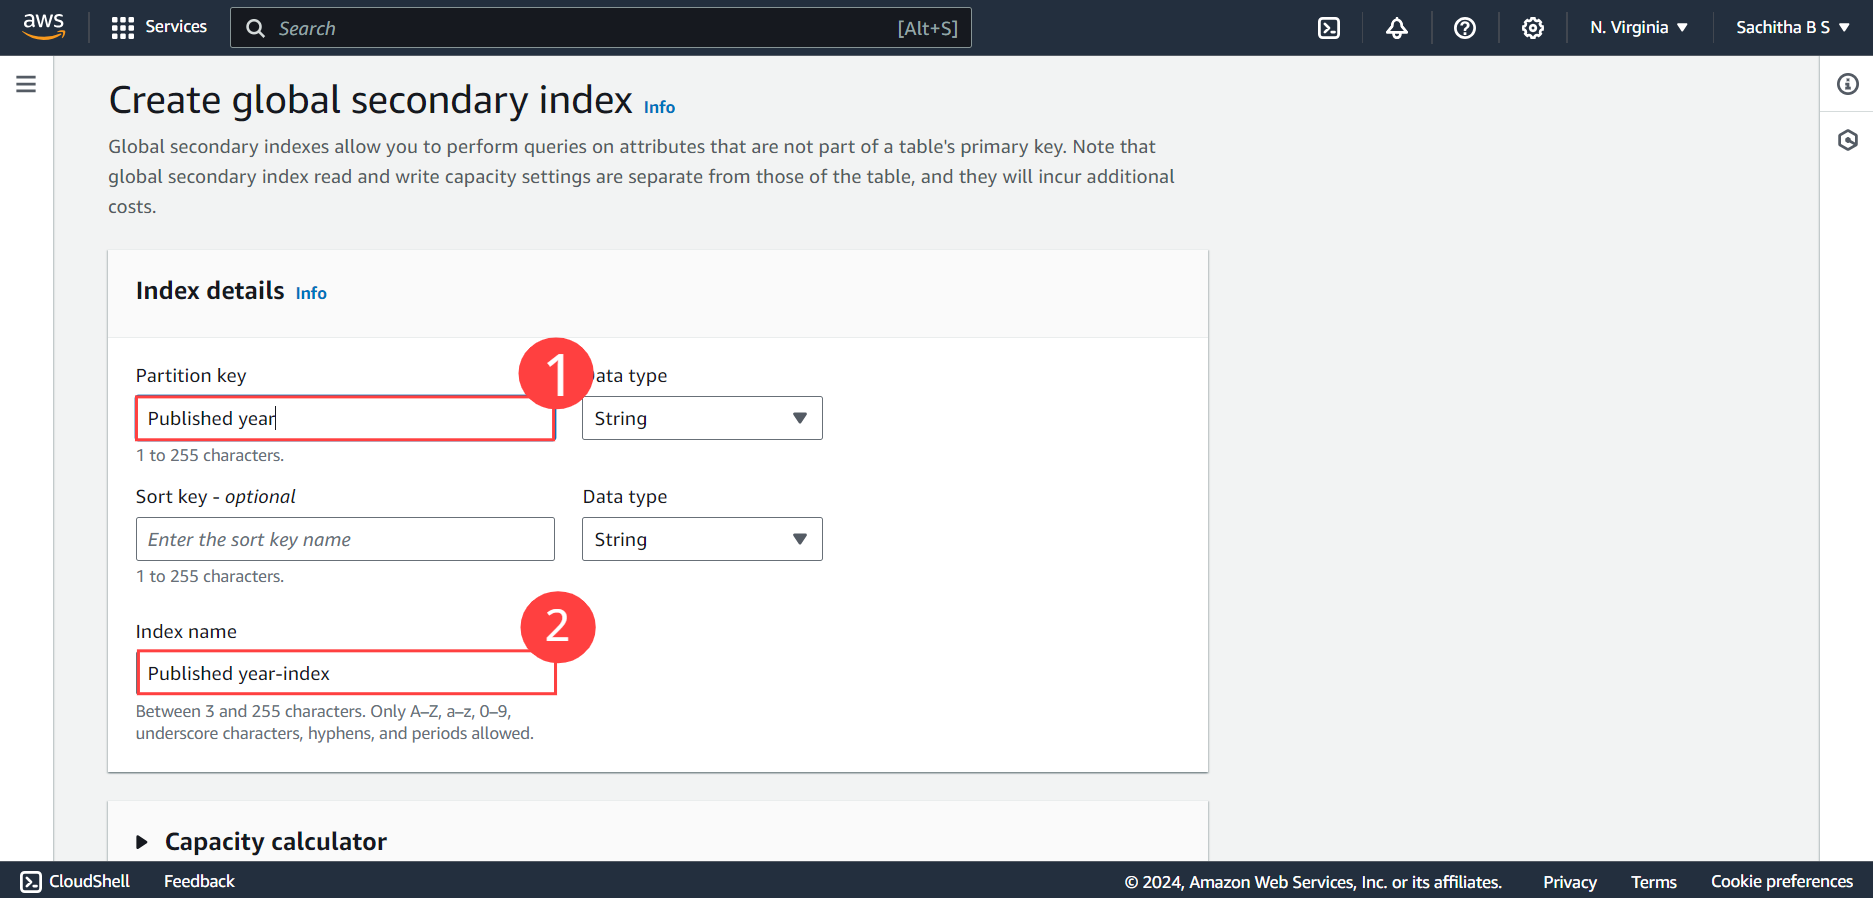 aws
Services
Search
[Alt+S]
N. Virginia
Sachitha B S
Create global secondary index Info
Global secondary indexes allow you to perform queries on attributes that are not part of a table's primary key. Note that
global secondary index read and write capacity settings are separate from those of the table, and they will incur additional
costs.
Index details Info
Partition key
1
ata type
Published year
String
1 to 255 characters.
Sort key - optional
Data type
Enter the sort key name
String
1 to 255 characters.
Index name
2
Published year-index
Between 3 and 255 characters. Only A–Z, a–z, 0–9,
underscore characters, hyphens, and periods allowed.
Capacity calculator
CloudShell
Feedback
© 2024, Amazon Web Services, Inc. or its affiliates.
Privacy
Terms
Cookie preferences